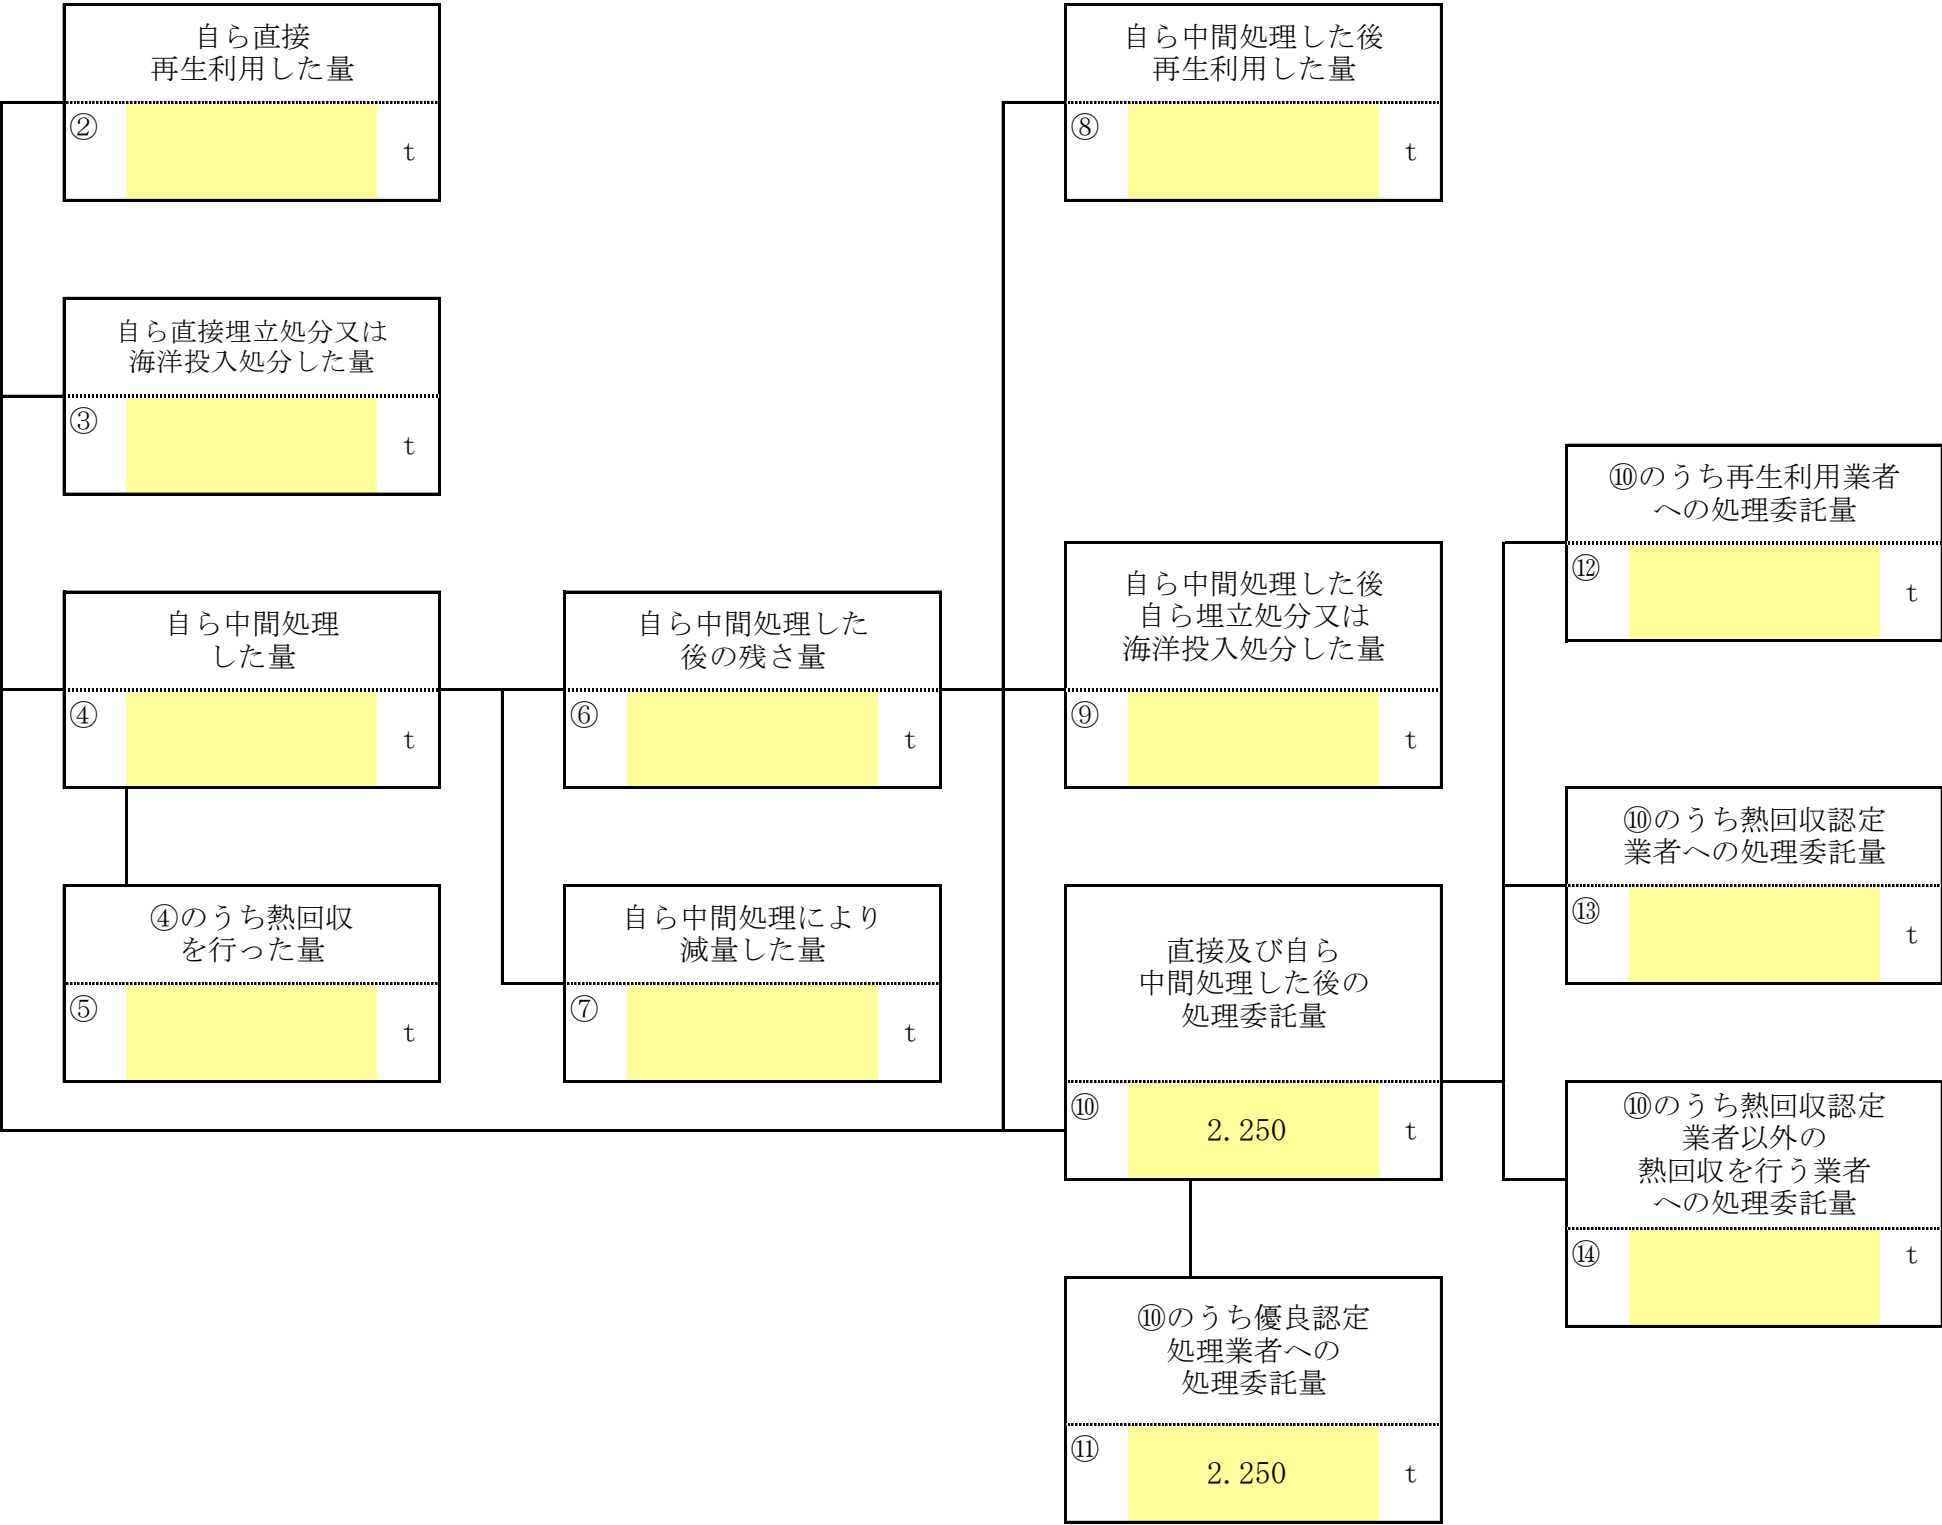 自ら直接
再生利用した量
②
t
自ら中間処理した後
再生利用した量
⑧
t
自ら直接埋立処分又は
海洋投入処分した量
③
t
⑩のうち再生利用業者
への処理委託量
⑫
t
自ら中間処理
した量
④
t
自ら中間処理した
後の残さ量
⑥
t
自ら中間処理した後
自ら埋立処分又は
海洋投入処分した量
⑨
t
⑩のうち熱回収認定
業者への処理委託量
⑬
t
④のうち熱回収
を行った量
⑤
t
自ら中間処理により
減量した量
⑦
t
直接及び自ら
中間処理した後の
処理委託量
⑩
2.250
t
⑩のうち熱回収認定
業者以外の
熱回収を行う業者
への処理委託量
⑭
t
⑩のうち優良認定
処理業者への
処理委託量
⑪
2.250
t